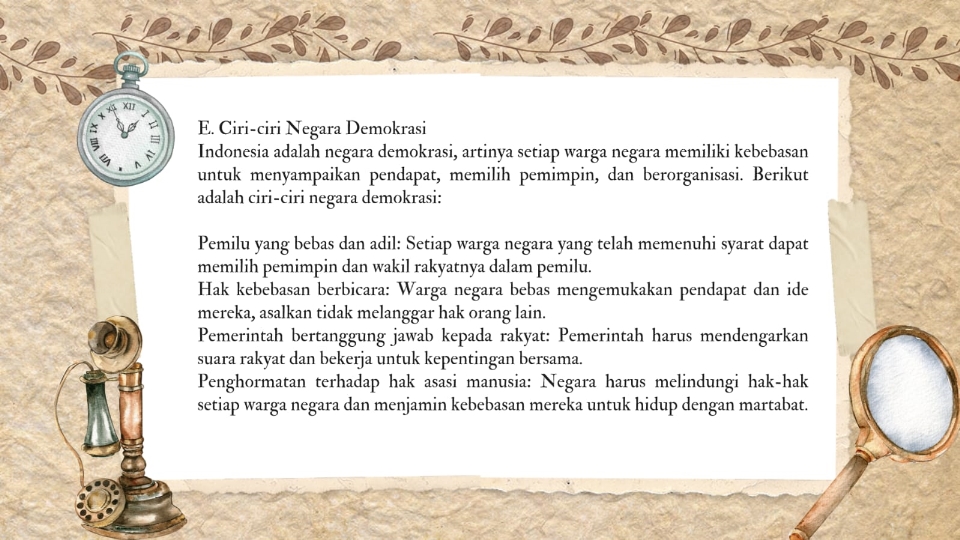 E. Ciri-ciri Negara Demokrasi
Indonesia adalah negara demokrasi, artinya setiap warga negara memiliki kebebasan
untuk menyampaikan pendapat, memilih pemimpin, dan berorganisasi. Berikut
adalah ciri-ciri negara demokrasi:
Pemilu yang bebas dan adil: Setiap warga negara yang telah memenuhi syarat dapat
memilih pemimpin dan wakil rakyatnya dalam pemilu.
Hak kebebasan berbicara: Warga negara bebas mengemukakan pendapat dan ide
mereka, asalkan tidak melanggar hak orang lain.
Pemerintah bertanggung jawab kepada rakyat: Pemerintah harus mendengarkan
suara rakyat dan bekerja untuk kepentingan bersama.
Penghormatan terhadap hak asasi manusia: Negara harus melindungi hak-hak
setiap warga negara dan menjamin kebebasan mereka untuk hidup dengan martabat.